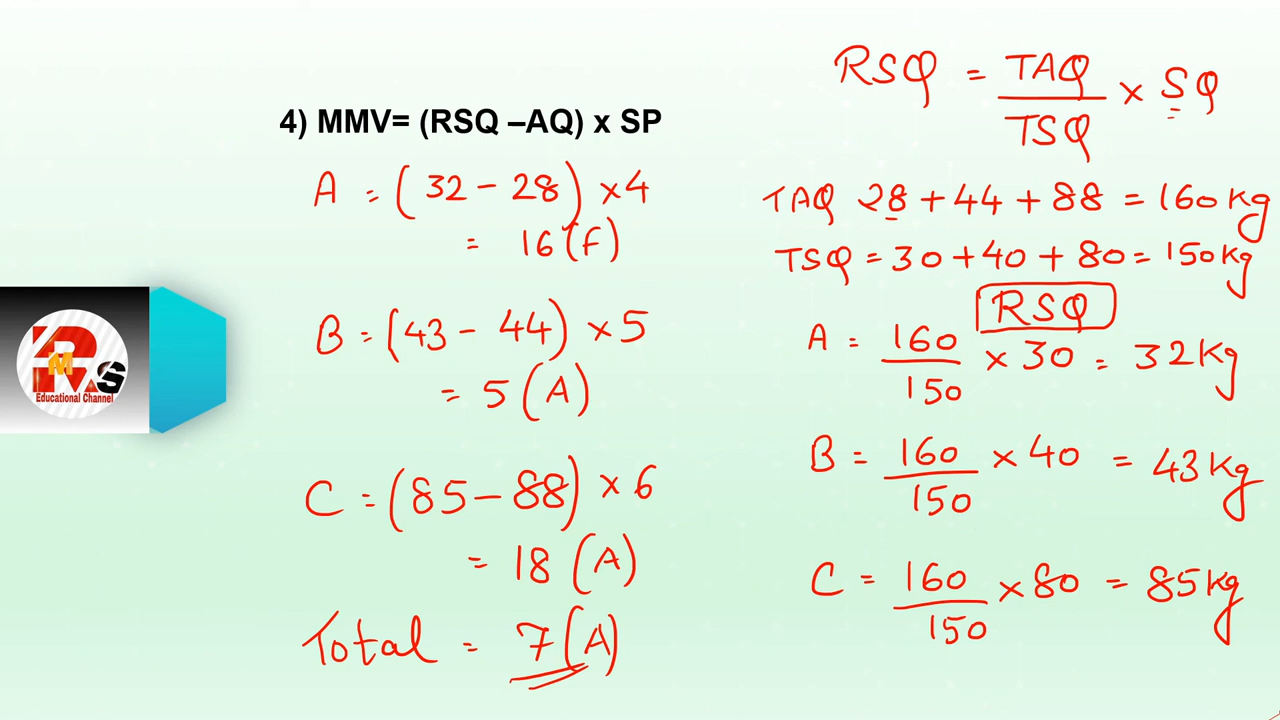 4) MMV= (RSQ –AQ) x SP
A = (32 - 28) x 4
= 16 (F)
B = (43 - 44) x 5
= 5 (A)
C = (85 - 88) x 6
= 18 (A)
Total = 7 (A)
RSQ = TAQ / TSQ x SQ
TAQ 28 + 44 + 88 = 160 kg
TSQ = 30 + 40 + 80 = 150 kg
RSQ
A = 160 / 150 x 30 = 32 kg
B = 160 / 150 x 40 = 43 kg
C = 160 / 150 x 80 = 85 kg
RMS
Educational Channel